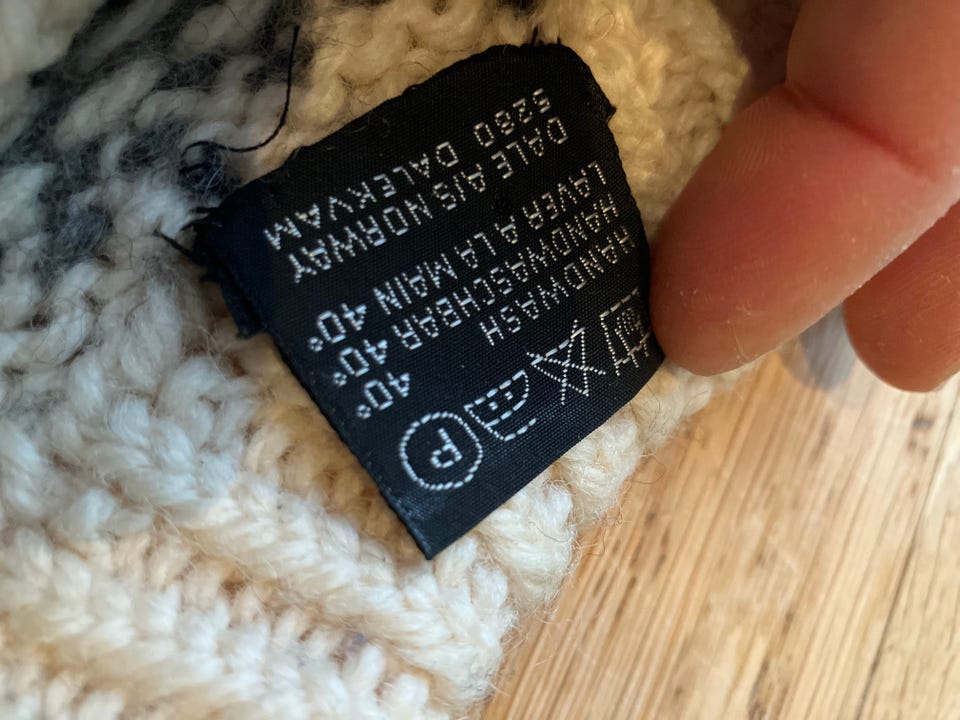 P
HANDWASH 40°
HANDWASCHBAR 40°
LAVER A LA MAIN 40°
DALE A/S NORWAY
5280 DALEKVAM